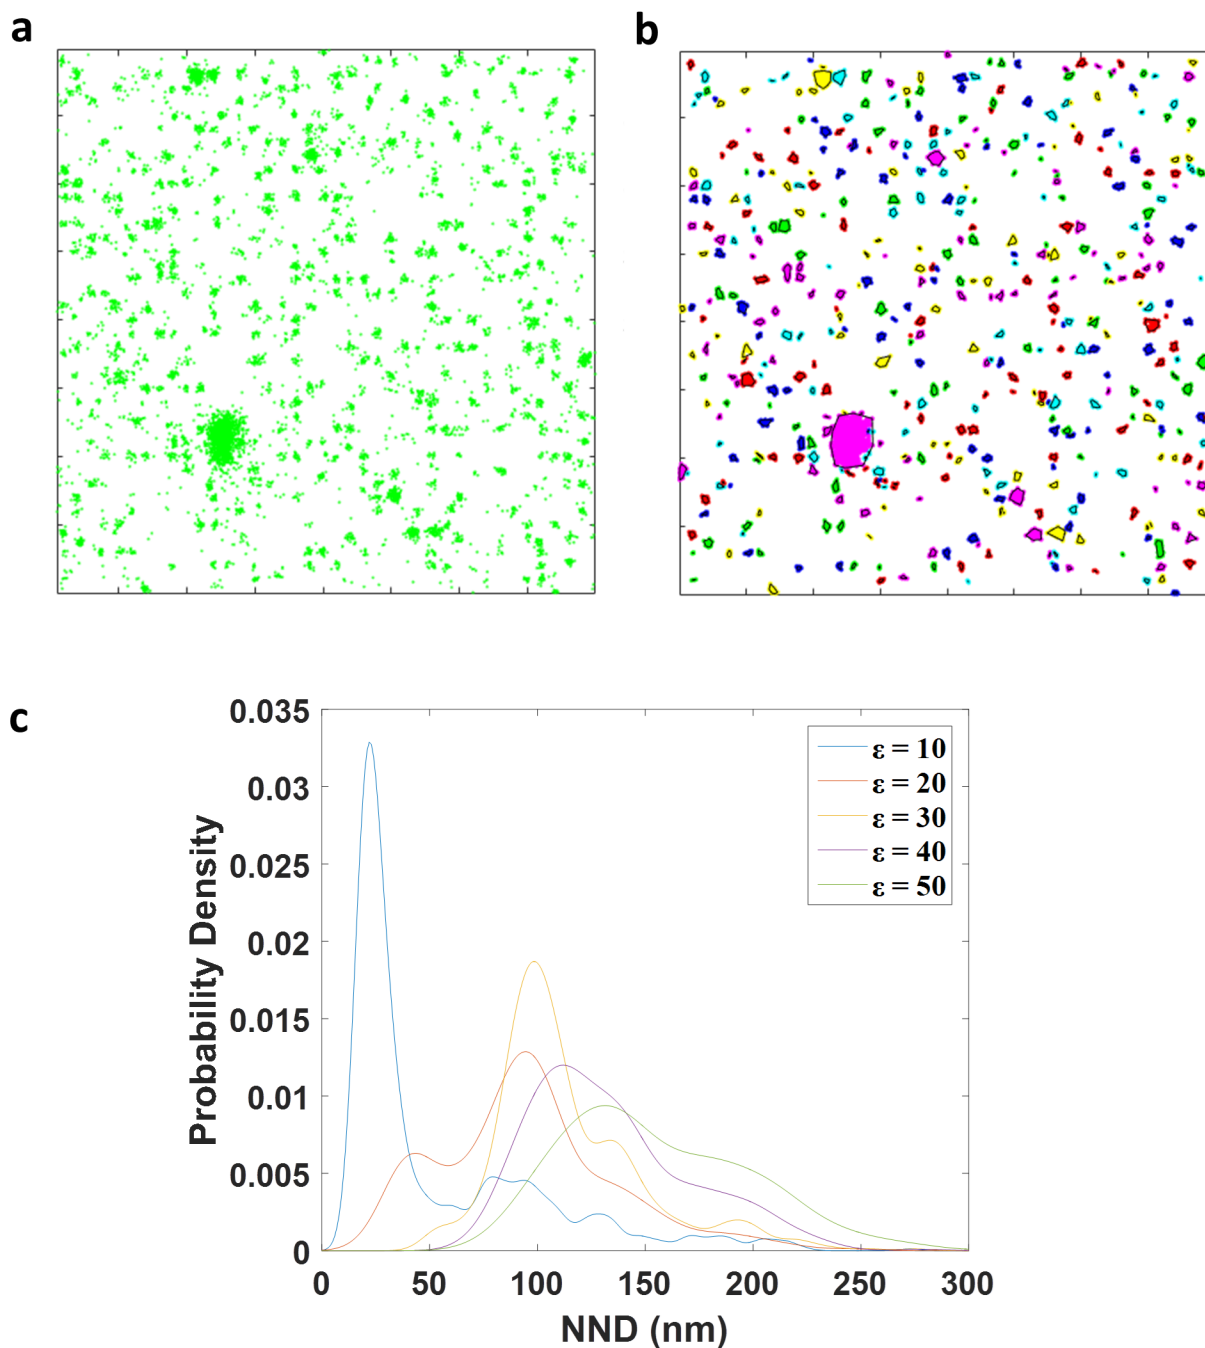 a
b
c
0.035
0.03
0.025
0.02
0.015
0.01
0.005
0
Probability Density
ε = 10
ε = 20
ε = 30
ε = 40
ε = 50
0 50 100 150 200 250 300
NND (nm)